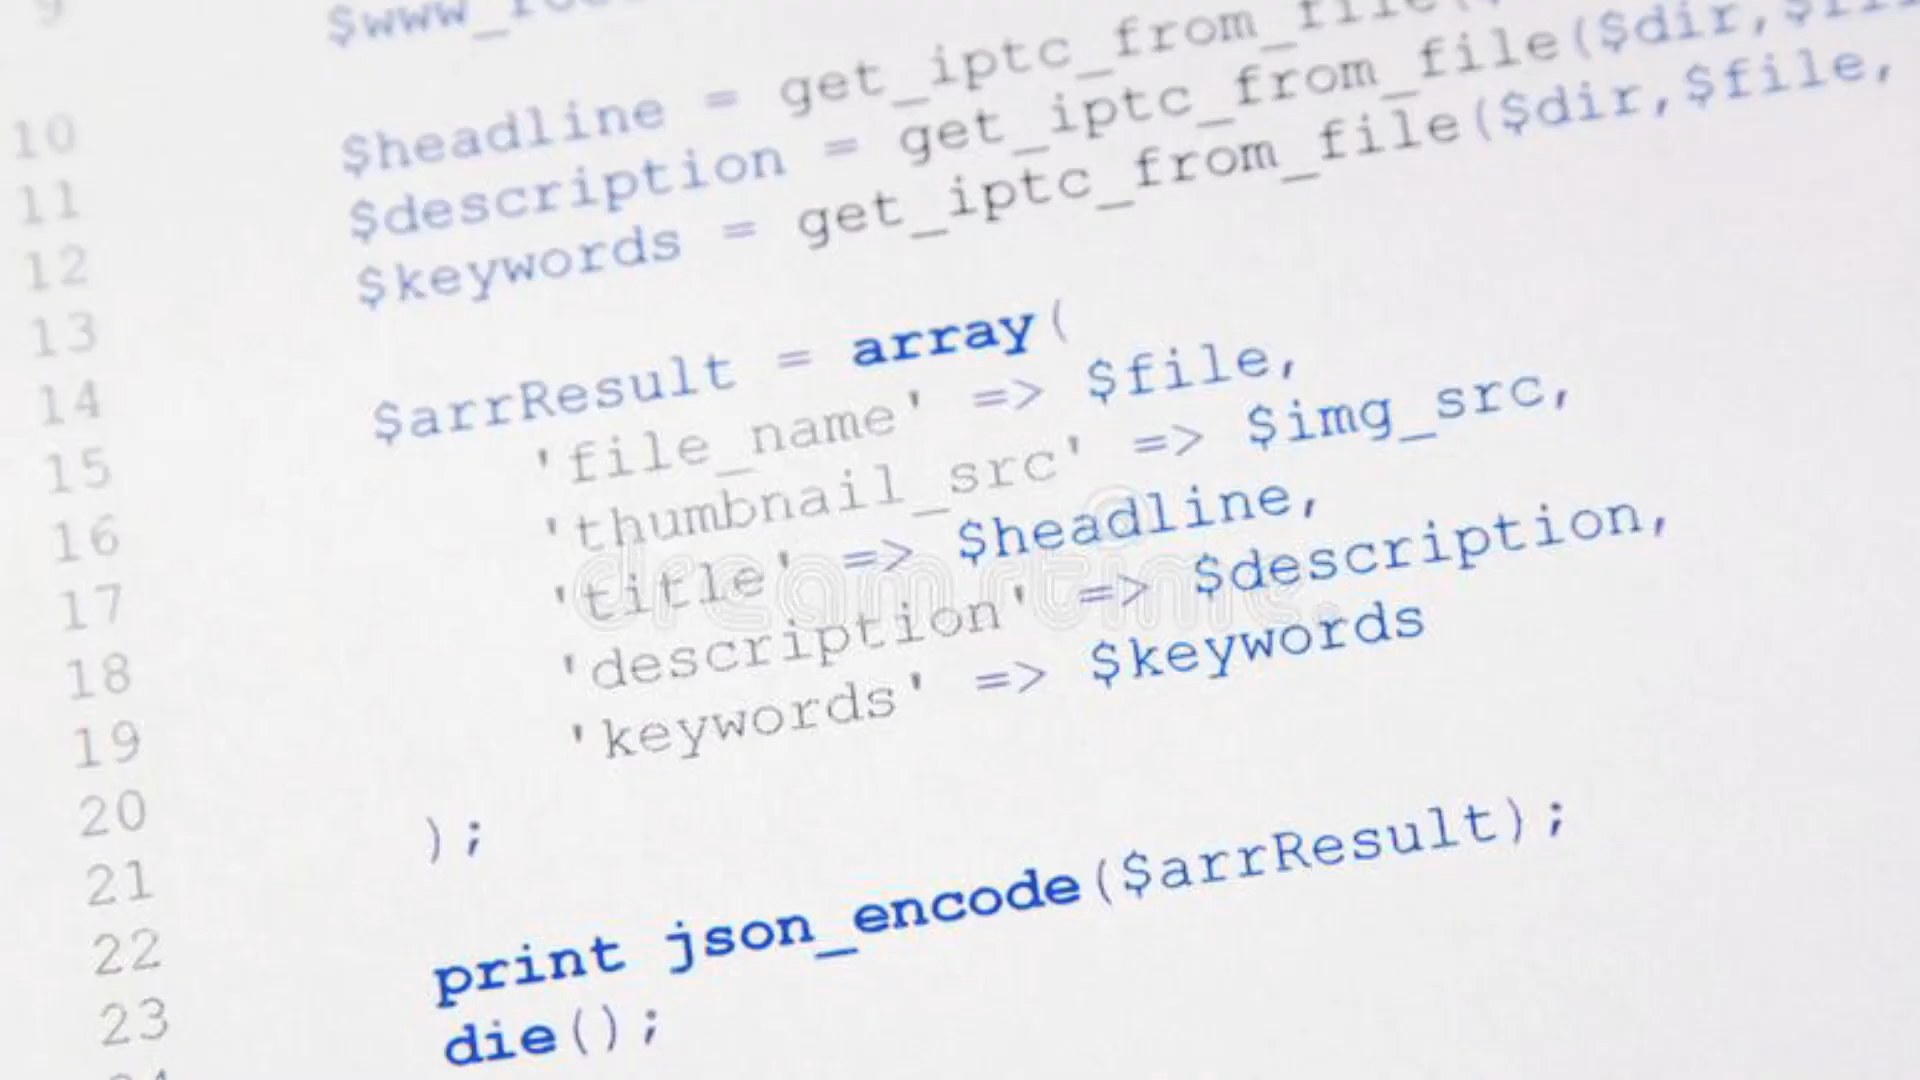 10 $headline = get_iptc_from_file(
11 $description = get_iptc_from_file($dir,
12 $keywords = get_iptc_from_file($dir,$file,
13
14 $arrResult = array(
15 'file_name' => $file,
16 'thumbnail_src' => $img_src,
17 'title' => $headline,
18 'description' => $description,
19 'keywords' => $keywords
20
21 );
22 print json_encode($arrResult);
23 die();
dreamstime.